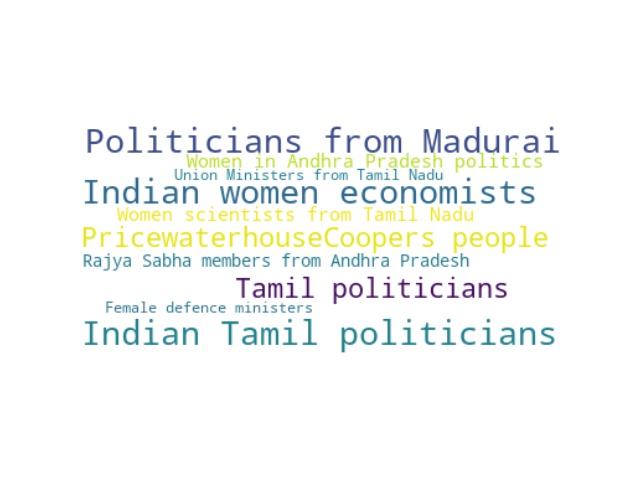 Politicians from Madurai
Women in Andhra Pradesh politics
Union Ministers from Tamil Nadu
Indian women economists
Women scientists from Tamil Nadu
PricewaterhouseCoopers people
Rajya Sabha members from Andhra Pradesh
Tamil politicians
Female defence ministers
Indian Tamil politicians